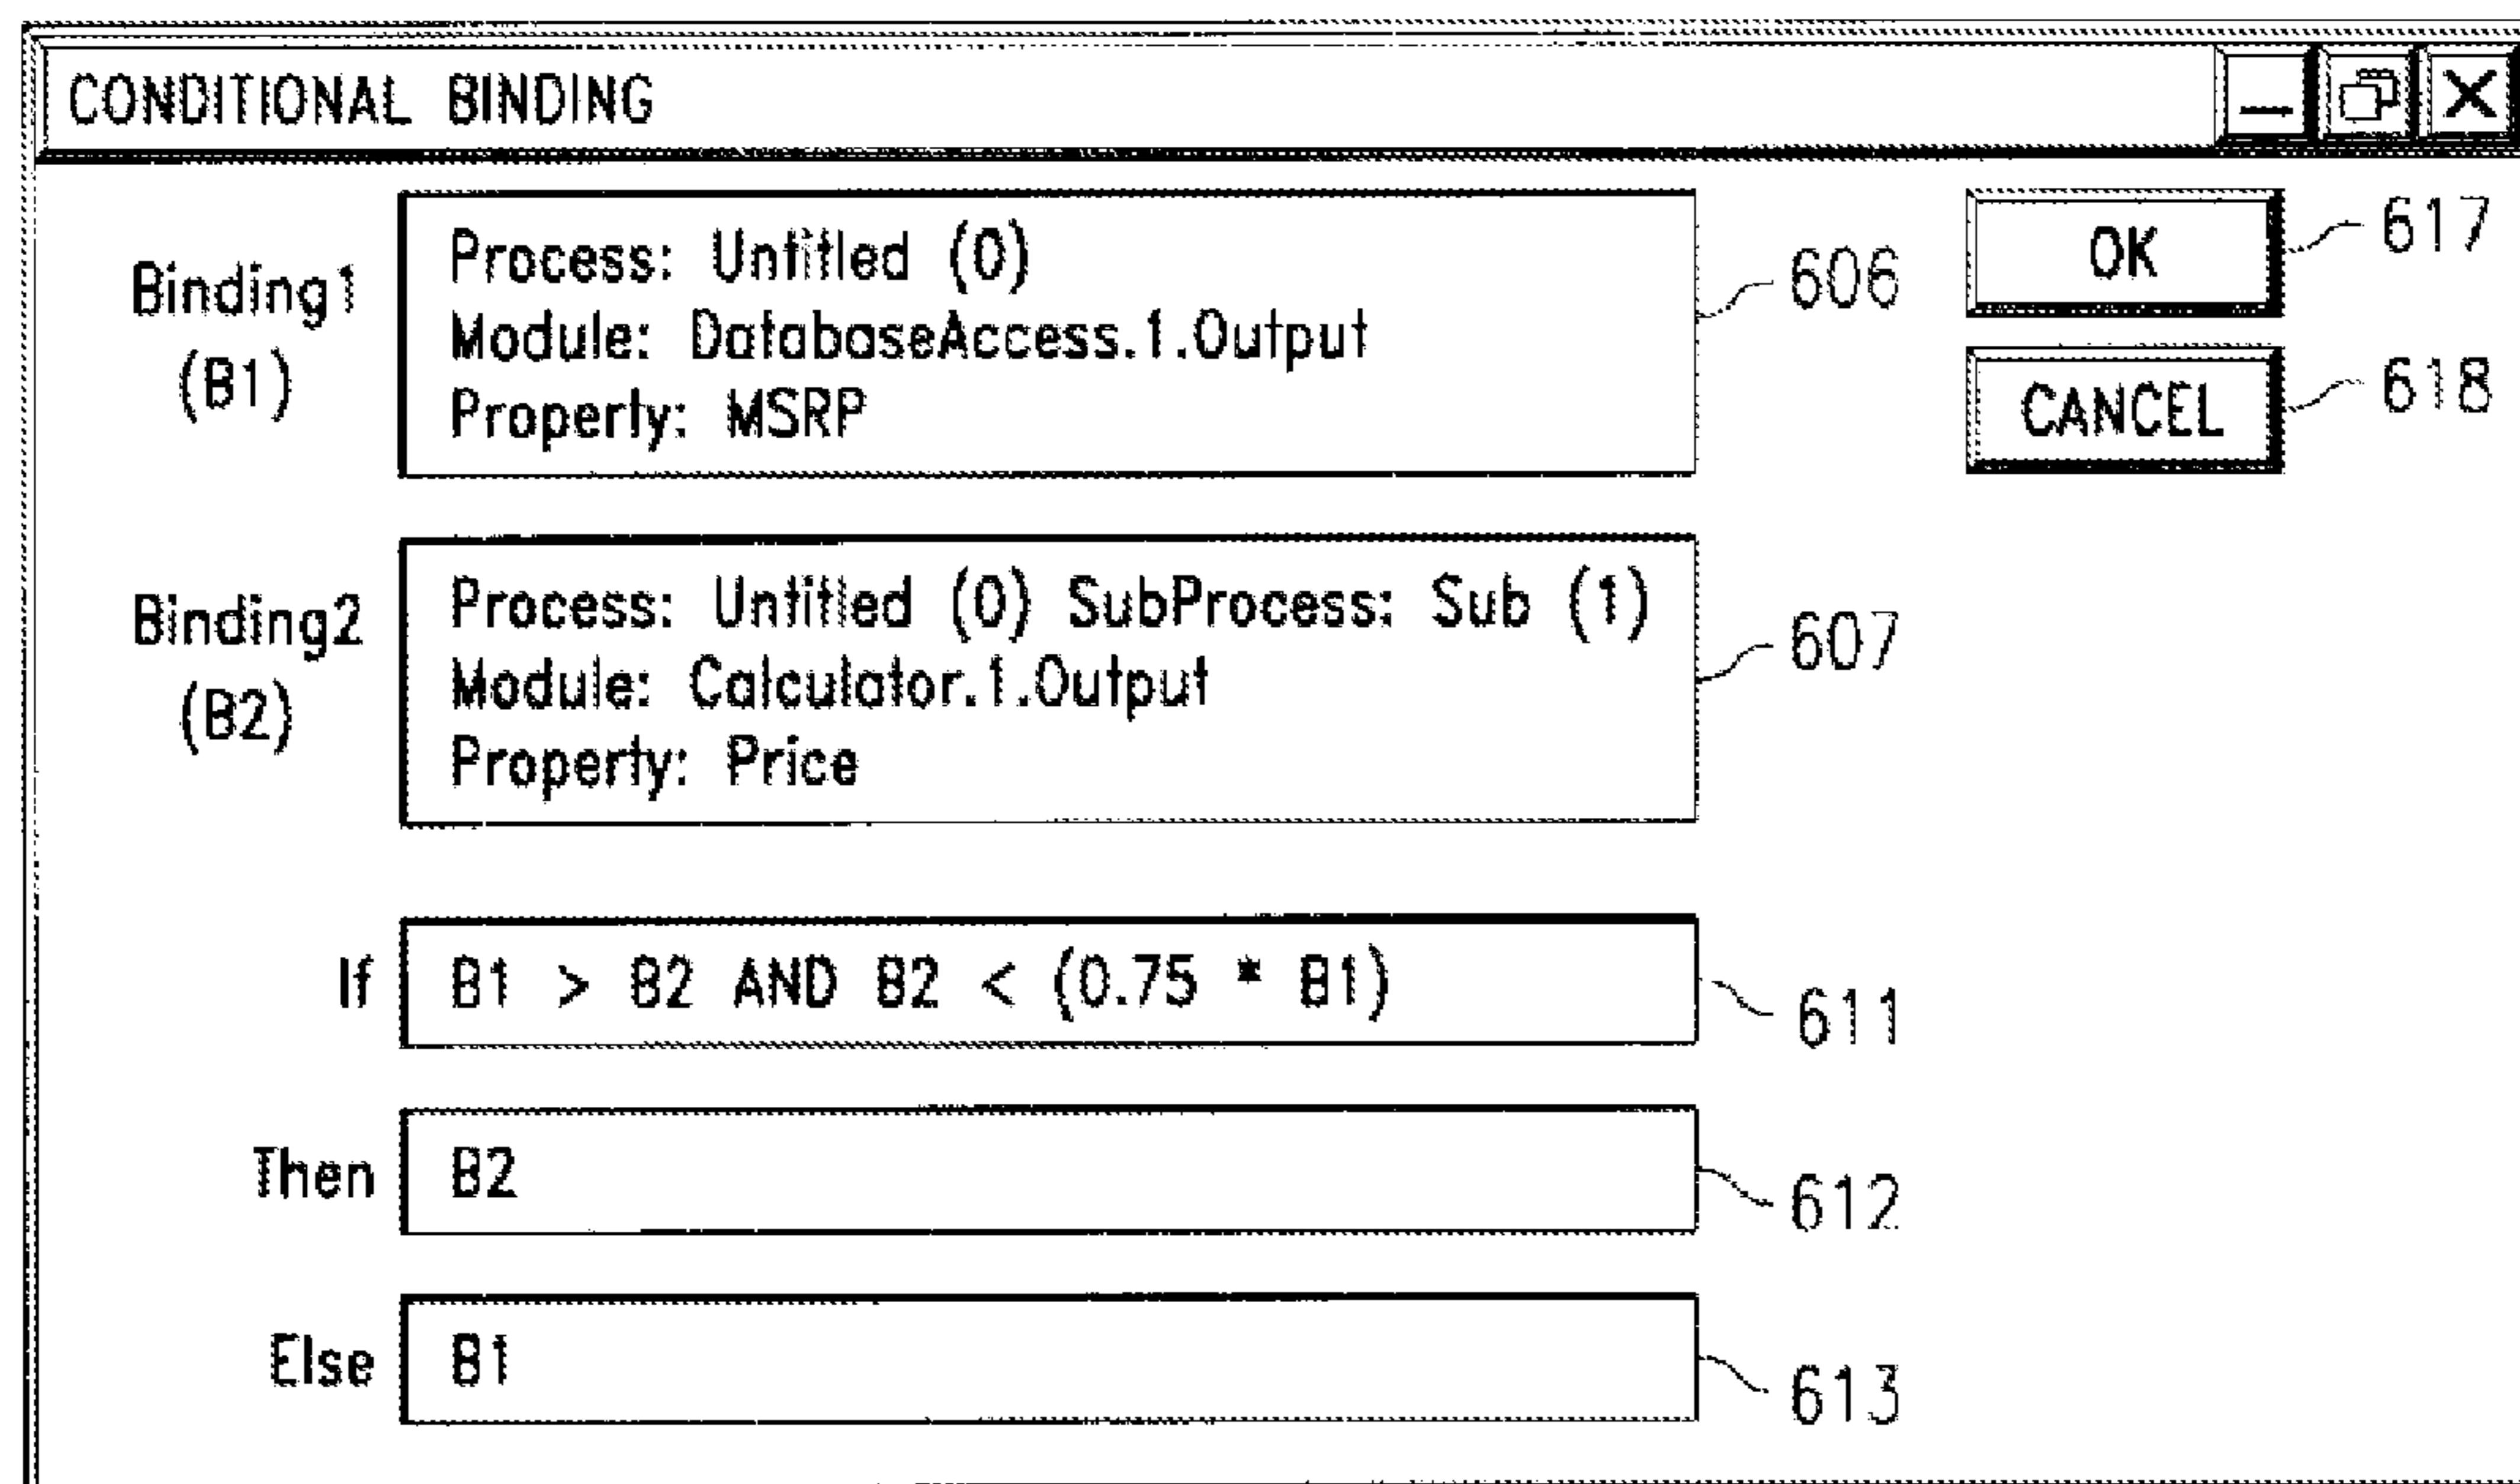 CONDITIONAL BINDING
Binding1
(B1)
Process: Untitled (0)
Module: DatabaseAccess.1.Output
Property: MSRP
606
OK
617
CANCEL
618
Binding2
(B2)
Process: Untitled (0) SubProcess: Sub (1)
Module: Calculator.1.Output
Property: Price
607
If
B1 > B2 AND B2 < (0.75 * B1)
611
Then
B2
612
Else
B1
613